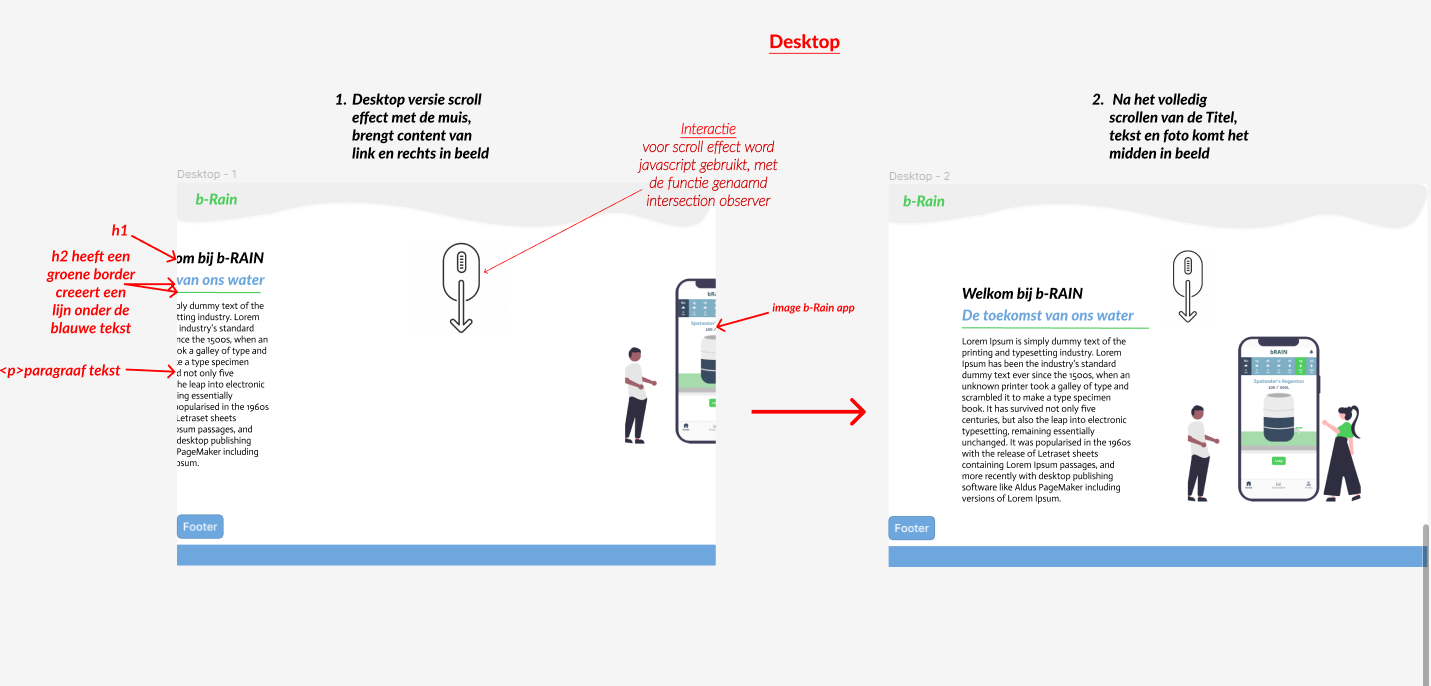 Desktop
1. Desktop versie scroll
effect met de muis,
brengt content van
link en rechts in beeld
2. Na het volledig
scrollen van de Titel,
tekst en foto komt het
midden in beeld
Interactie
voor scroll effect word
javascript gebruikt, met
de functie genaamd
intersection observer
Desktop - 1
b-Rain
h1
h2 heeft een
groene border
creeert een
lijn onder de
blauwe tekst
<p>paragraaf tekst
om bij b-RAIN
van ons water
ply dummy text of the
tting industry. Lorem
industry's standard
nce the 1500s, when an
ok a galley of type and
e a type specimen
d not only five
he leap into electronic
ing essentially
popularised in the 1960s
Letraset sheets
psum passages, and
desktop publishing
PageMaker including
psum.
image b-Rain app
Footer
Desktop - 2
b-Rain
Welkom bij b-RAIN
De toekomst van ons water
Lorem Ipsum is simply dummy text of the
printing and typesetting industry. Lorem
Ipsum has been the industry's standard
dummy text ever since the 1500s, when an
unknown printer took a galley of type and
scrambled it to make a type specimen
book. It has survived not only five
centuries, but also the leap into electronic
typesetting, remaining essentially
unchanged. It was popularised in the 1960s
with the release of Letraset sheets
containing Lorem Ipsum passages, and
more recently with desktop publishing
software like Aldus PageMaker including
versions of Lorem Ipsum.
bRAIN
Spatwater's Regenton
Footer